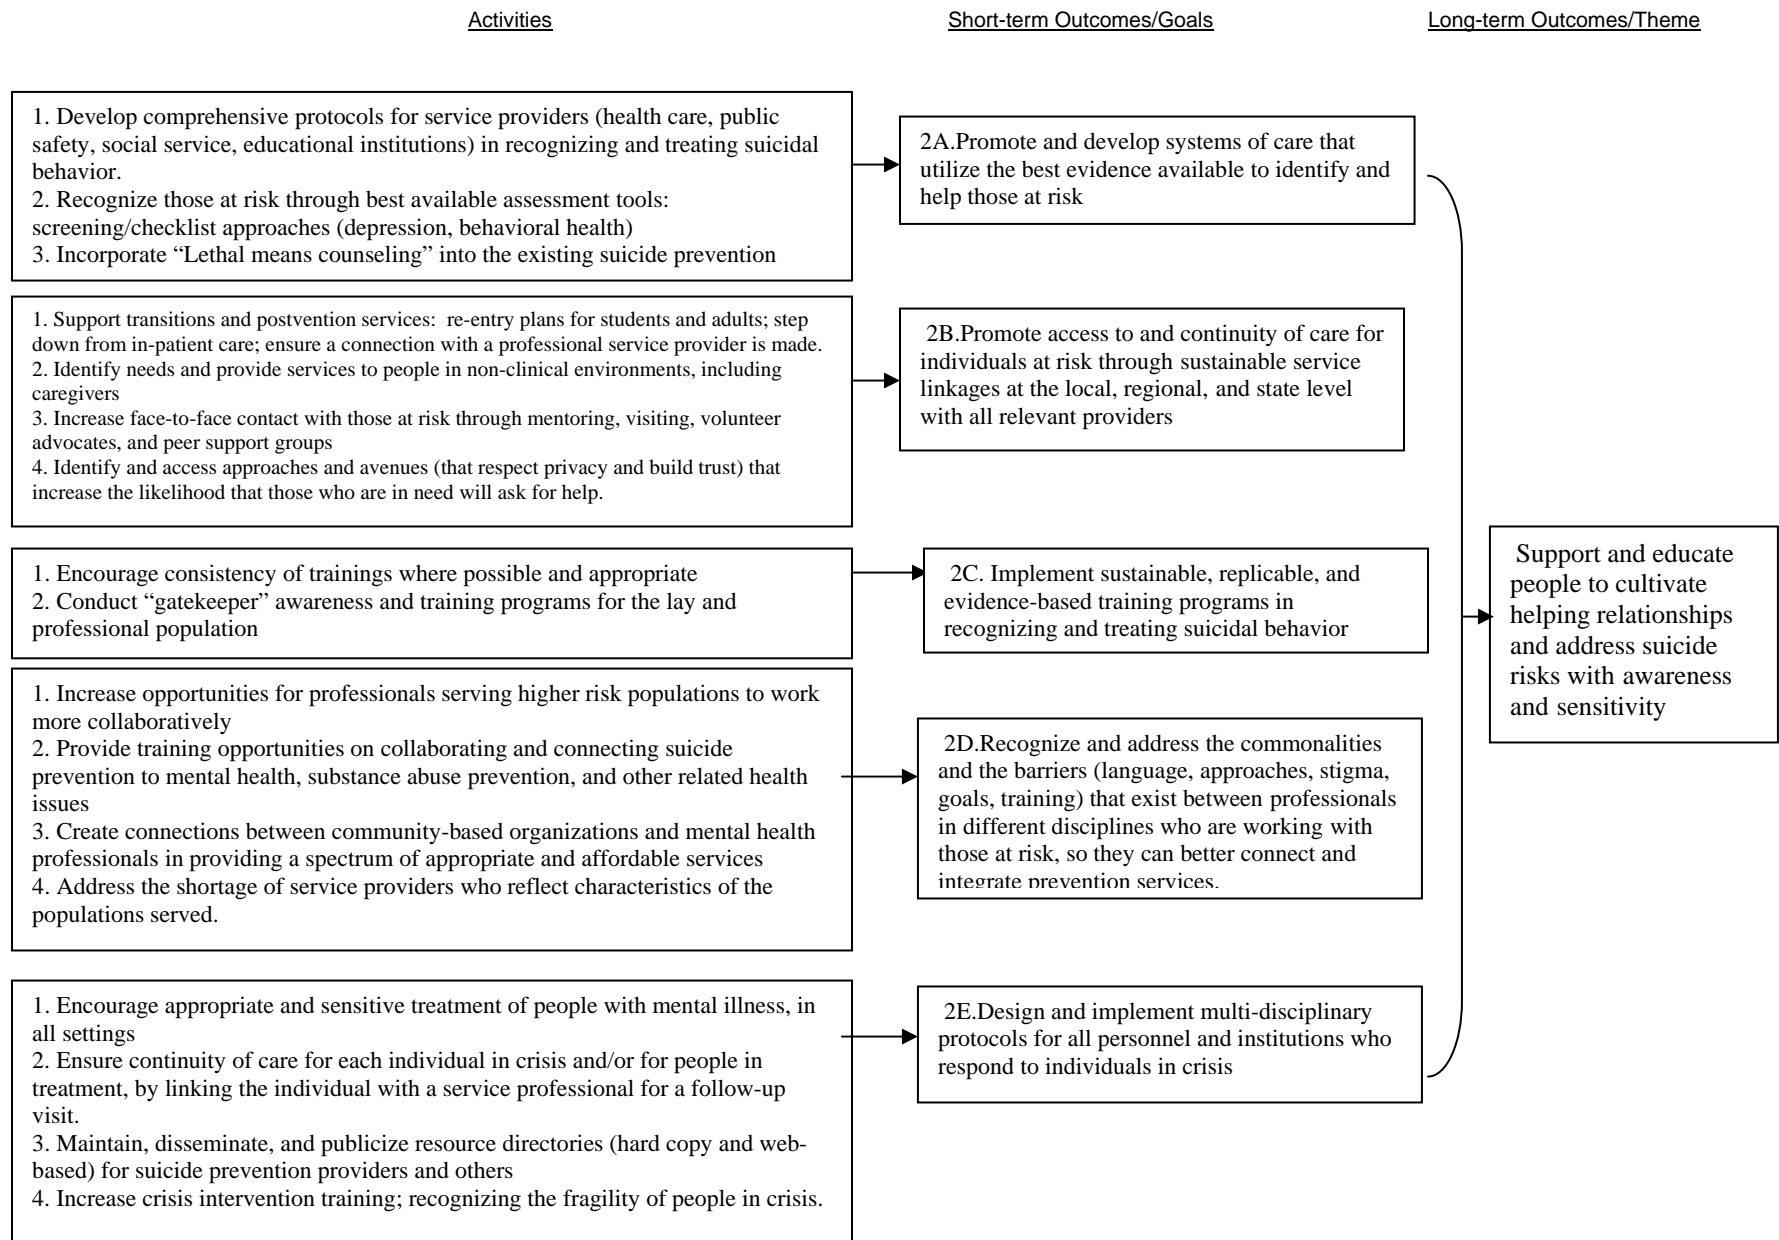 Activities
Short-term Outcomes/Goals
Long-term Outcomes/Theme
1. Develop comprehensive protocols for service providers (health care, public
safety, social service, educational institutions) in recognizing and treating suicidal
behavior.
2. Recognize those at risk through best available assessment tools:
screening/checklist approaches (depression, behavioral health)
3. Incorporate “Lethal means counseling” into the existing suicide prevention
2A.Promote and develop systems of care that
utilize the best evidence available to identify and
help those at risk
1. Support transitions and postvention services:  re-entry plans for students and adults; step
down from in-patient care; ensure a connection with a professional service provider is made.
2. Identify needs and provide services to people in non-clinical environments, including
caregivers
3. Increase face-to-face contact with those at risk through mentoring, visiting, volunteer
advocates, and peer support groups
4. Identify and access approaches and avenues (that respect privacy and build trust) that
increase the likelihood that those who are in need will ask for help.
2B.Promote access to and continuity of care for
individuals at risk through sustainable service
linkages at the local, regional, and state level
with all relevant providers
1. Encourage consistency of trainings where possible and appropriate
2. Conduct “gatekeeper” awareness and training programs for the lay and
professional population
2C. Implement sustainable, replicable, and
evidence-based training programs in
recognizing and treating suicidal behavior
1. Increase opportunities for professionals serving higher risk populations to work
more collaboratively
2. Provide training opportunities on collaborating and connecting suicide
prevention to mental health, substance abuse prevention, and other related health
issues
3. Create connections between community-based organizations and mental health
professionals in providing a spectrum of appropriate and affordable services
4. Address the shortage of service providers who reflect characteristics of the
populations served.
2D.Recognize and address the commonalities
and the barriers (language, approaches, stigma,
goals, training) that exist between professionals
in different disciplines who are working with
those at risk, so they can better connect and
integrate prevention services.
1. Encourage appropriate and sensitive treatment of people with mental illness, in
all settings
2. Ensure continuity of care for each individual in crisis and/or for people in
treatment, by linking the individual with a service professional for a follow-up
visit.
3. Maintain, disseminate, and publicize resource directories (hard copy and web-
based) for suicide prevention providers and others
4. Increase crisis intervention training; recognizing the fragility of people in crisis.
2E.Design and implement multi-disciplinary
protocols for all personnel and institutions who
respond to individuals in crisis
Support and educate
people to cultivate
helping relationships
and address suicide
risks with awareness
and sensitivity